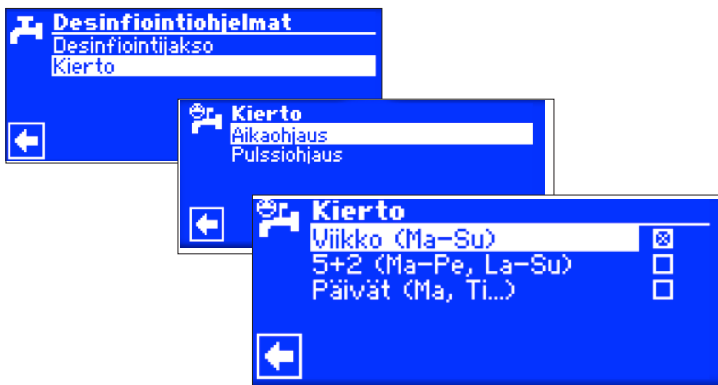 Desinfiointiohjelmat
Desinfiointijakso
Kierto
Kierto
Aikaohjaus
Pulssiohjaus
Kierto
Viikko (Ma-Su)
5+2 (Ma-Pe, La-Su)
Päivät (Ma, Ti...)